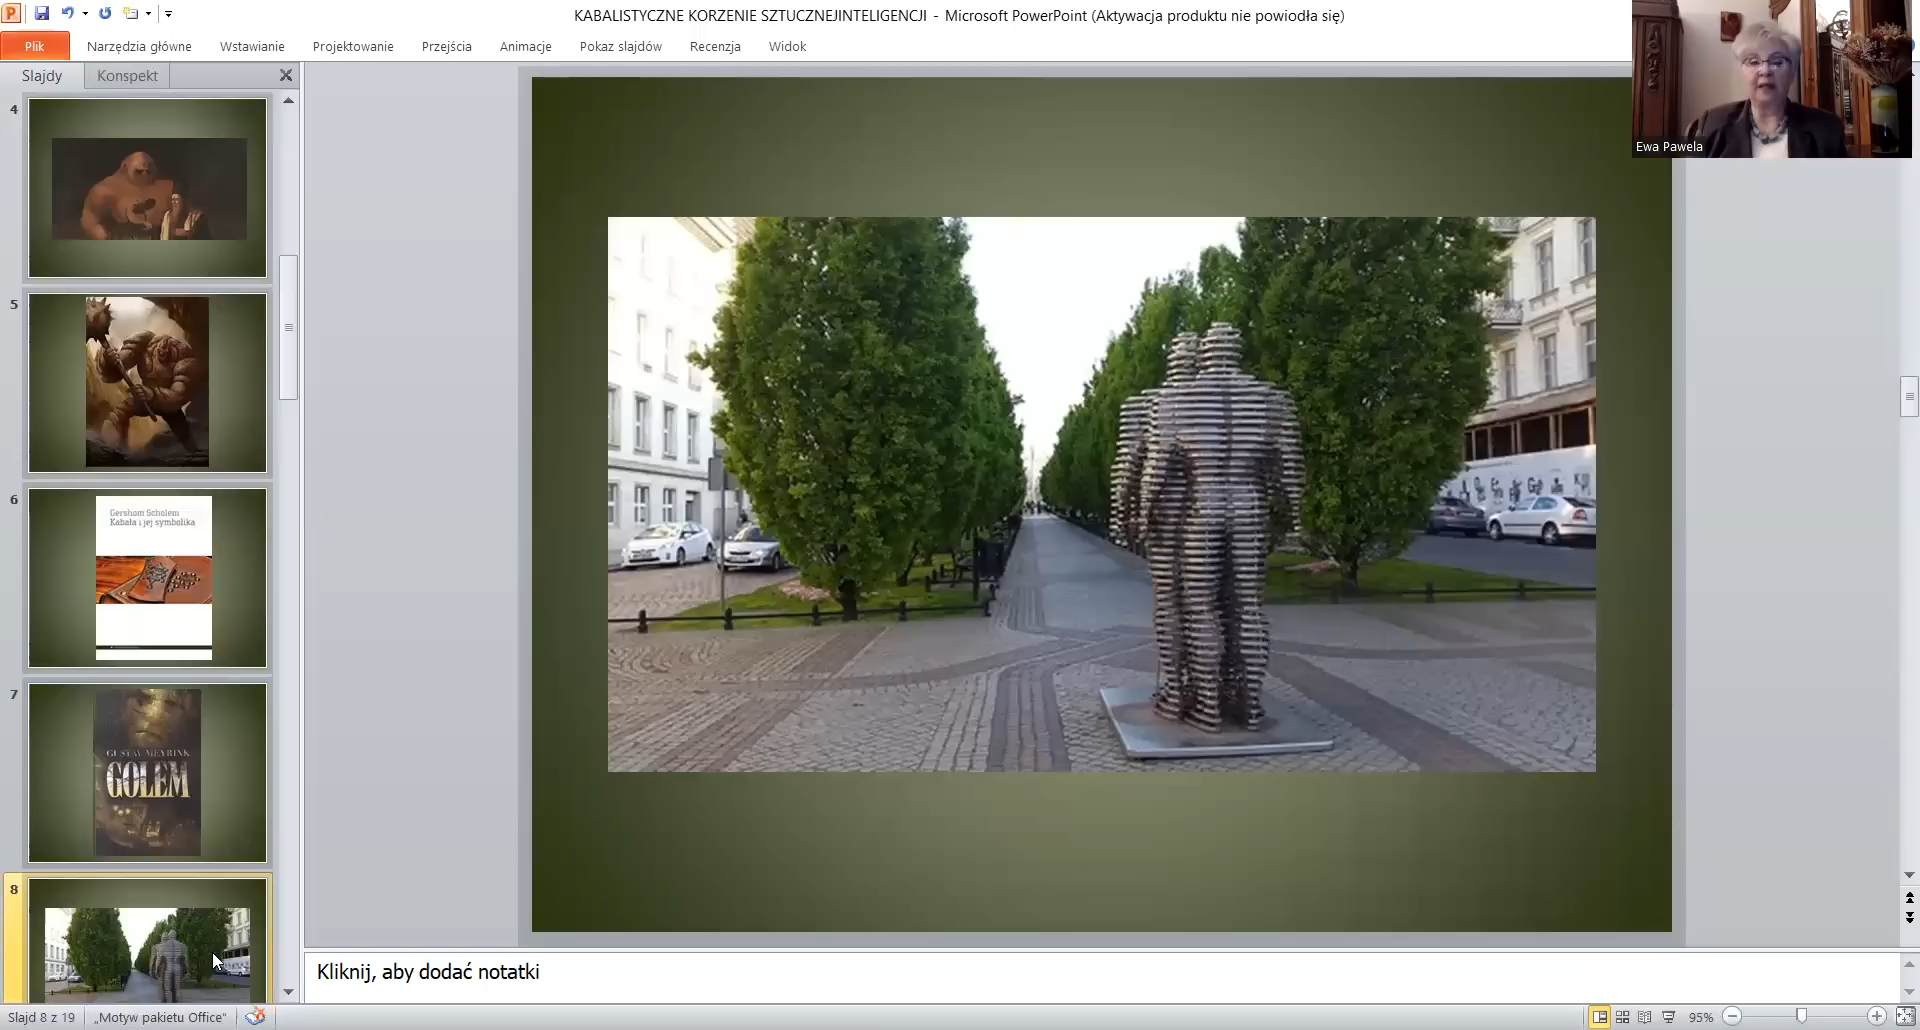 KABALISTYCZNE KORZENIE SZTUCZNEJINTELIGENCJI - Microsoft PowerPoint (Aktywacja produktu nie powiodła się)
Plik
Narzędzia główne
Wstawianie
Projektowanie
Przejścia
Animacje
Pokaz slajdów
Recenzja
Widok
Ewa Pawela
Slajdy
Konspekt
4
5
6
Gershom Scholem
Kabała i jej symbolika
7
GUSTAV MEYRINK
GOLEM
8
Kliknij, aby dodać notatki
Slajd 8 z 19
„Motyw pakietu Office”
95%